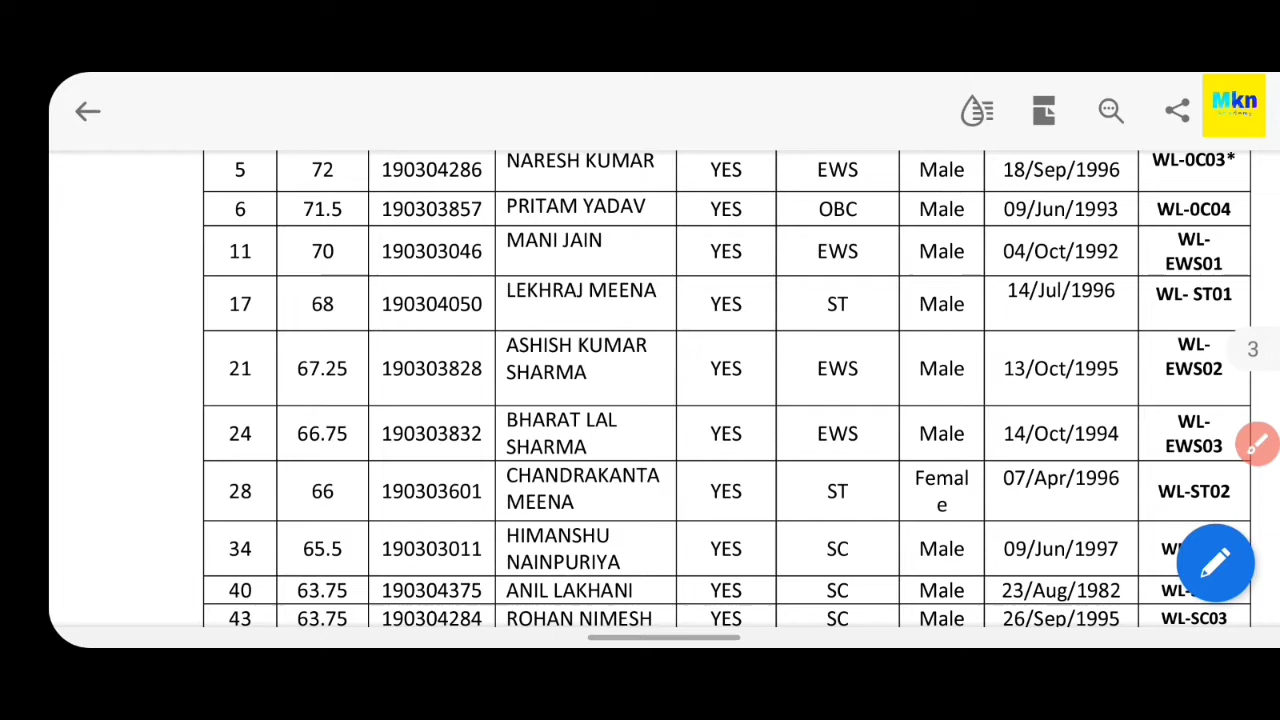 Mkn
Academy
5 72 190304286 NARESH KUMAR YES EWS Male 18/Sep/1996 WL-0C03*
6 71.5 190303857 PRITAM YADAV YES OBC Male 09/Jun/1993 WL-0C04
11 70 190303046 MANI JAIN YES EWS Male 04/Oct/1992 WL-
EWS01
17 68 190304050 LEKHRAJ MEENA YES ST Male 14/Jul/1996 WL- ST01
21 67.25 190303828 ASHISH KUMAR
SHARMA YES EWS Male 13/Oct/1995 WL-
EWS02
3
24 66.75 190303832 BHARAT LAL
SHARMA YES EWS Male 14/Oct/1994 WL-
EWS03
28 66 190303601 CHANDRAKANTA
MEENA YES ST Femal
e 07/Apr/1996 WL-ST02
34 65.5 190303011 HIMANSHU
NAINPURIYA YES SC Male 09/Jun/1997
40 63.75 190304375 ANIL LAKHANI YES SC Male 23/Aug/1982
43 63.75 190304284 ROHAN NIMESH YES SC Male 26/Sep/1995 WL-SC03